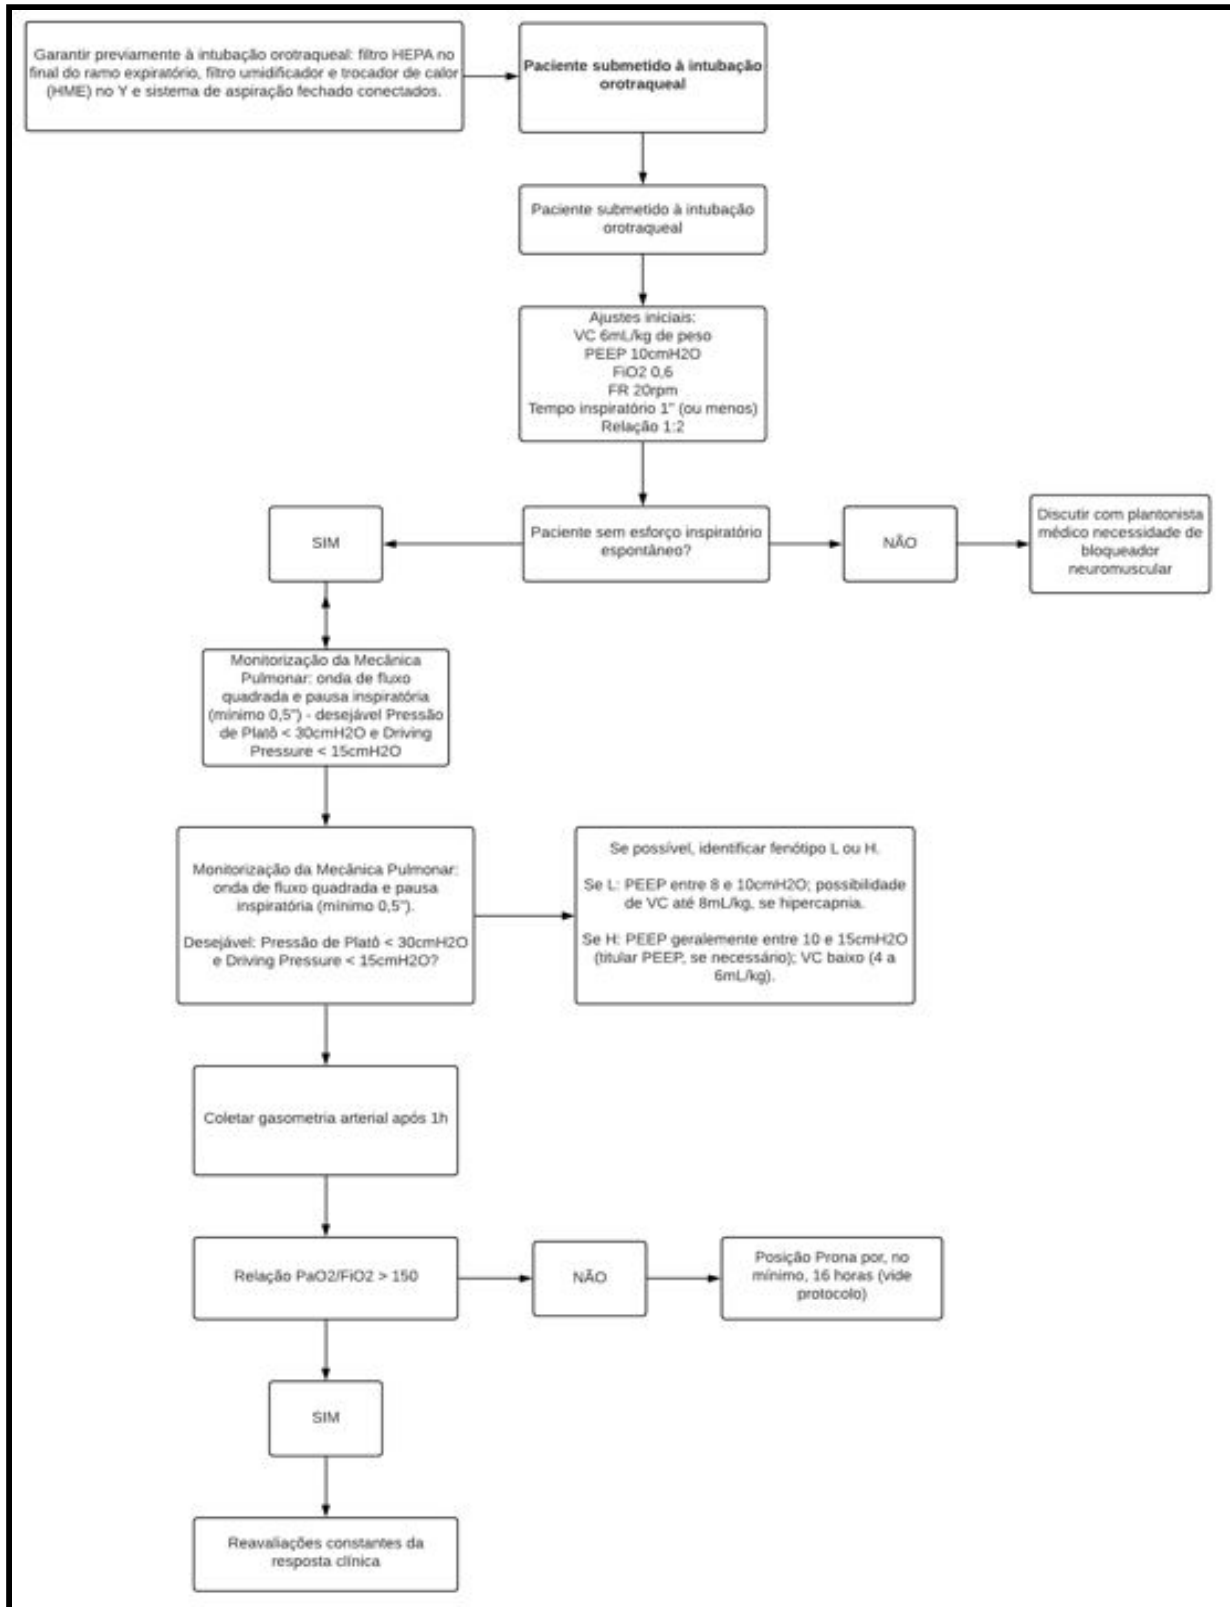 Garantir previamente à intubação orotraqueal: filtro HEPA no
final do ramo expiratório, filtro umidificador e trocador de calor
(HME) no Y e sistema de aspiração fechado conectados.
Paciente submetido à intubação
orotraqueal
Paciente submetido à intubação
orotraqueal
Ajustes iniciais:
VC 6mL/kg de peso
PEEP 10cmH2O
FiO2 0,6
FR 20rpm
Tempo inspiratório 1" (ou menos)
Relação 1:2
SIM
Paciente sem esforço inspiratório
espontâneo?
NÃO
Discutir com plantonista
médico necessidade de
bloqueador
neuromuscular
Monitorização da Mecânica
Pulmonar: onda de fluxo
quadrada e pausa inspiratória
(mínimo 0,5") - desejável Pressão
de Platô < 30cmH2O e Driving
Pressure < 15cmH2O
Monitorização da Mecânica Pulmonar:
onda de fluxo quadrada e pausa
inspiratória (mínimo 0,5").
Desejável: Pressão de Platô < 30cmH2O
e Driving Pressure < 15cmH2O?
Se possível, identificar fenótipo L ou H.
Se L: PEEP entre 8 e 10cmH2O; possibilidade
de VC até 8mL/kg, se hipercapnia.
Se H: PEEP geralemente entre 10 e 15cmH2O
(titular PEEP, se necessário); VC baixo (4 a
6mL/kg).
Coletar gasometria arterial após 1h
Relação PaO2/FiO2 > 150
NÃO
Posição Prona por, no
mínimo, 16 horas (vide
protocolo)
SIM
Reavaliações constantes da
resposta clínica